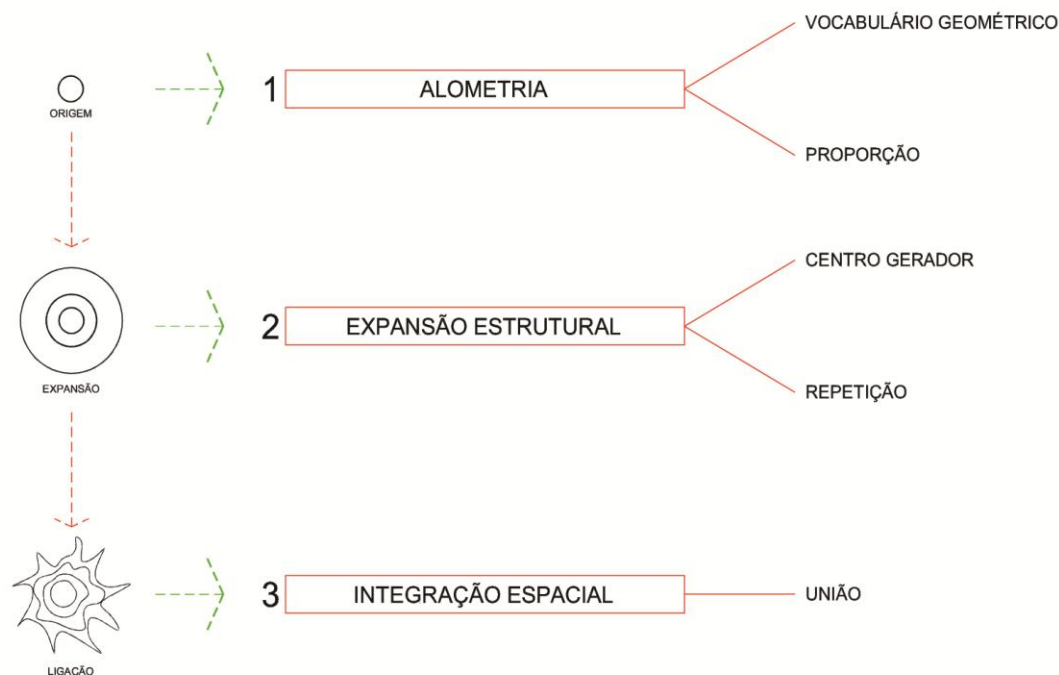 VOCABULÁRIO GEOMÉTRICO
1 ALOMETRIA
ORIGEM
PROPORÇÃO
CENTRO GERADOR
2 EXPANSÃO ESTRUTURAL
EXPANSÃO
REPETIÇÃO
3 INTEGRAÇÃO ESPACIAL
UNIÃO
LIGAÇÃO